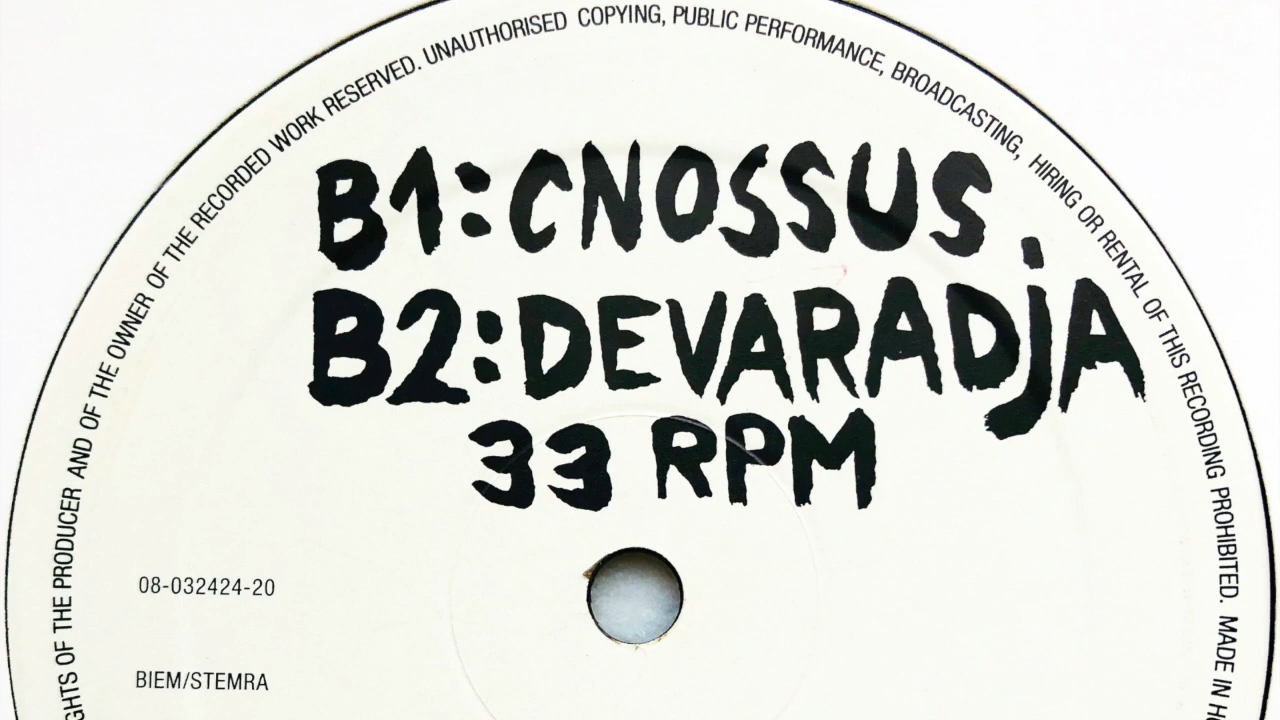 GHTS OF THE PRODUCER AND OF THE OWNER OF THE RECORDED WORK RESERVED. UNAUTHORISED COPYING, PUBLIC PERFORMANCE, BROADCASTING, HIRING OR RENTAL OF THIS RECORDING PROHIBITED. MADE IN H
B1:CNOSSUS
B2:DEVARADjA
33 RPM
08-032424-20
BIEM/STEMRA